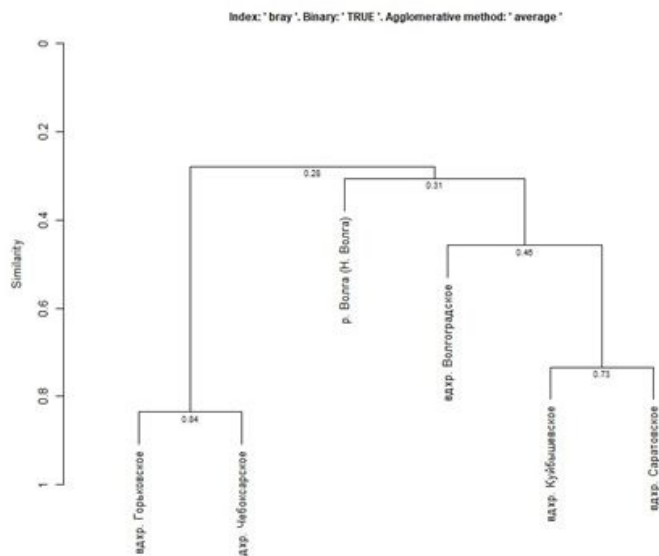 Index: " bray ". Binary: " TRUE ". Agglomerative method: " average "
Similarity
0
0.2
0.4
0.6
0.8
1
0.28
0.31
0.46
0.73
0.84
вдхр. Горьковское
вдхр. Чебоксарское
р. Волга (Н. Волга)
вдхр. Волгоградское
вдхр. Куйбышевское
вдхр. Саратовское